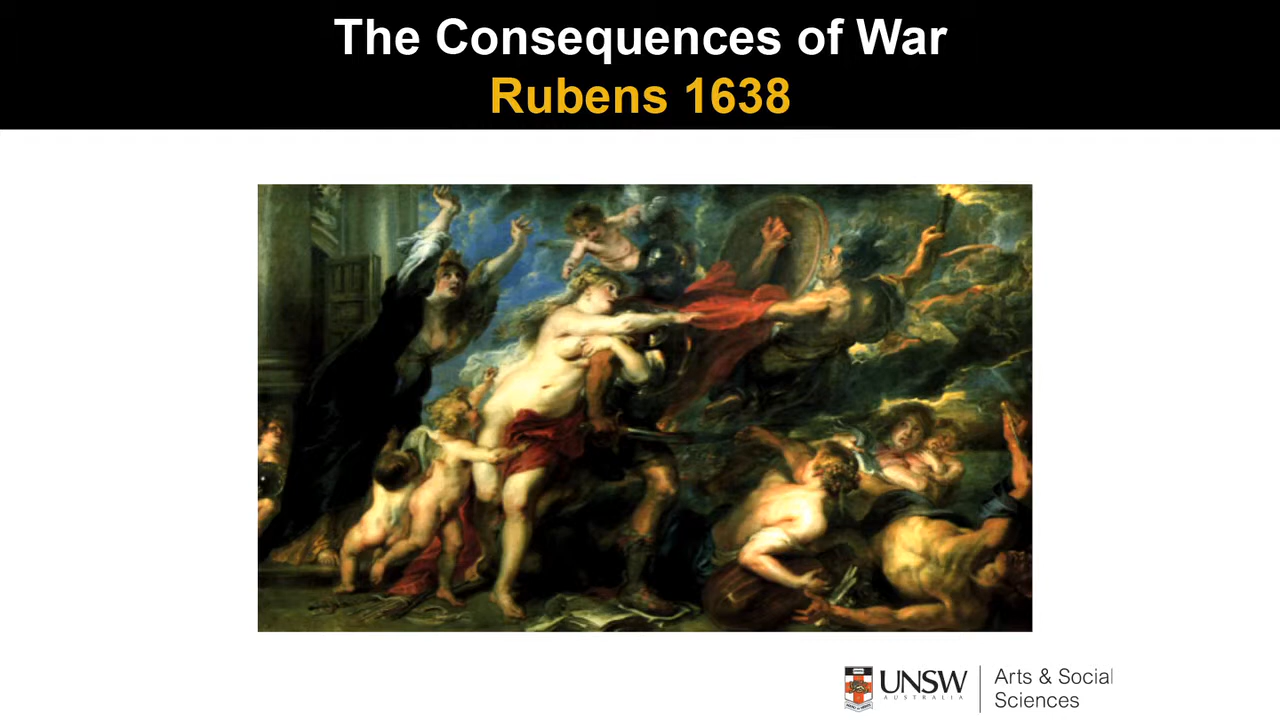 The Consequences of War
Rubens 1638
UNSW
AUSTRALIA
Arts & Social
Sciences